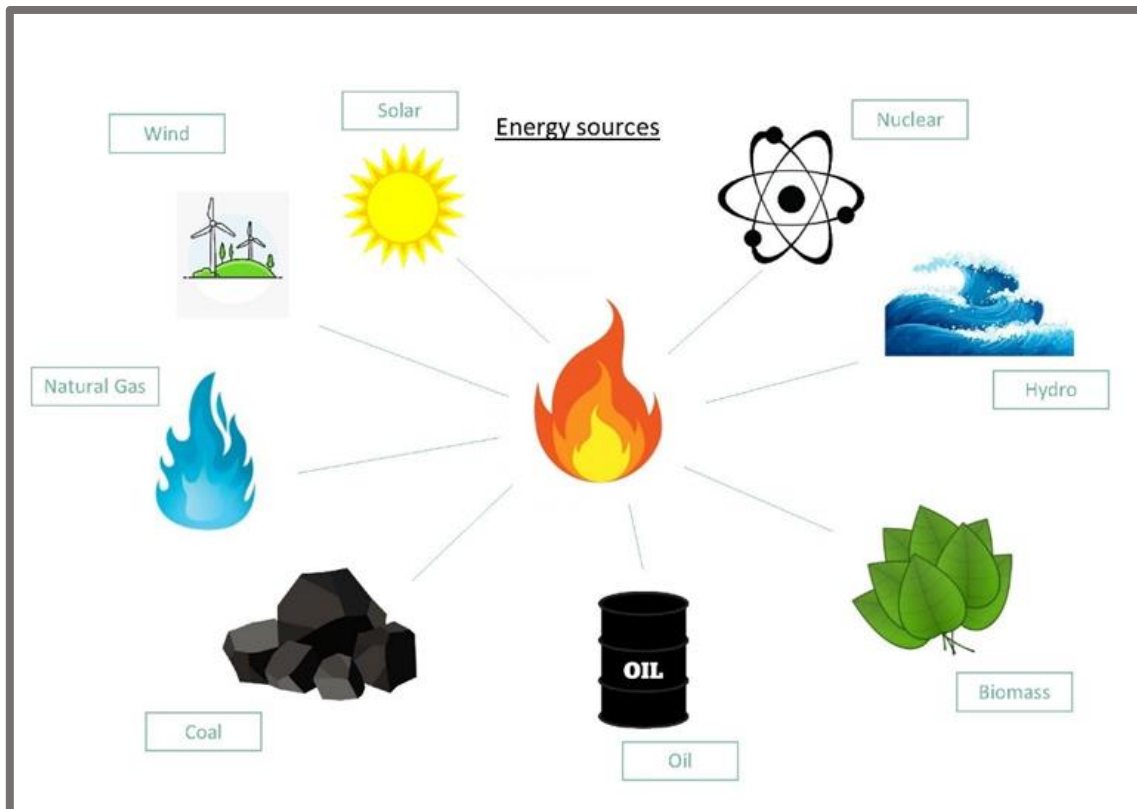 Solar
Energy sources
Nuclear
Wind
Natural Gas
Hydro
OIL
Biomass
Coal
Oil